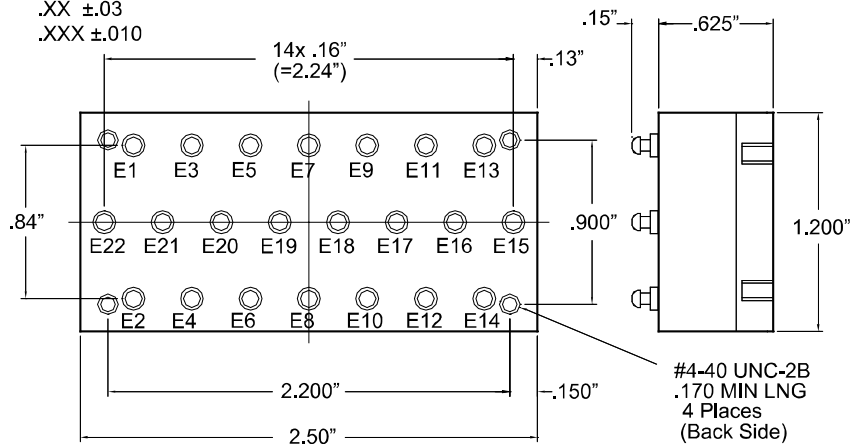 .XX ±.03
.XXX ±.010
14x .16”
(=2.24”)
.13”
.15”
.625”
E1 E3 E5 E7 E9 E11 E13
.84”
E22 E21 E20 E19 E18 E17 E16 E15
.900”
1.200”
E2 E4 E6 E8 E10 E12 E14
2.200”
.150”
2.50”
#4-40 UNC-2B
.170 MIN LNG
4 Places
(Back Side)